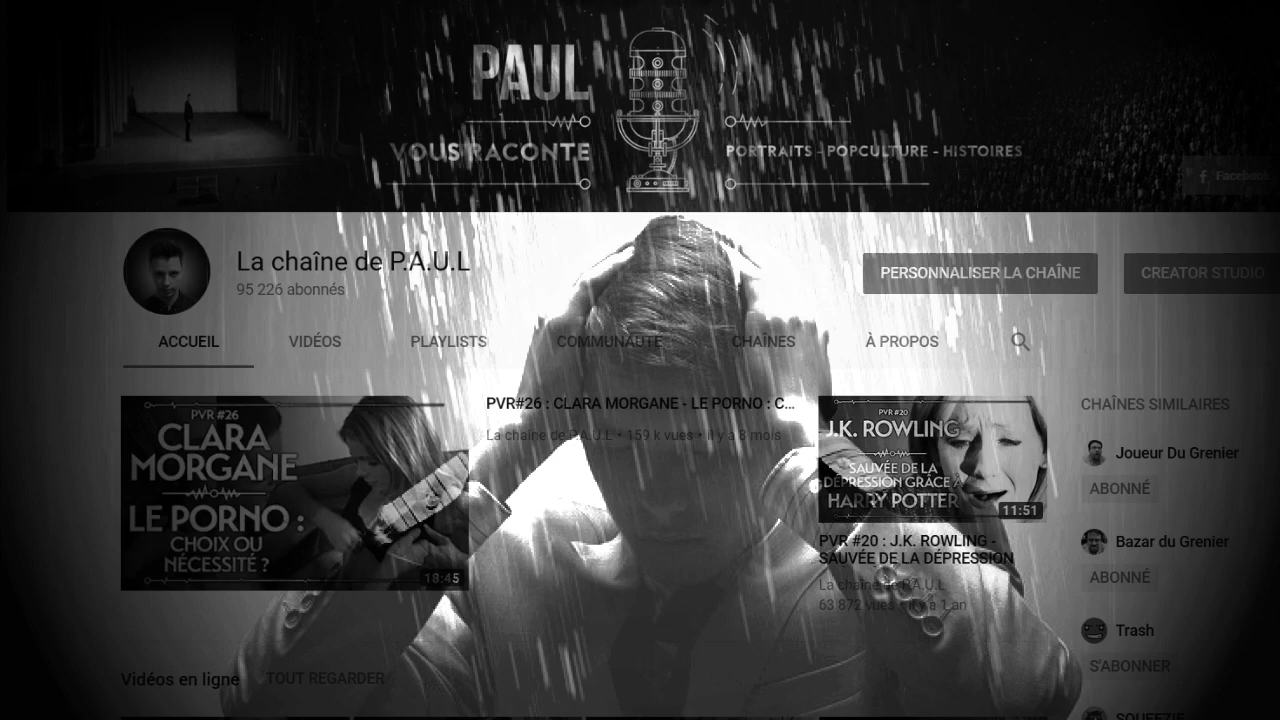 PAUL
VOUS RACONTE
PORTRAITS - POPCULTURE - HISTOIRES
Facebook
La chaîne de P.A.U.L
95 226 abonnés
PERSONNALISER LA CHAÎNE
CREATOR STUDIO
ACCUEIL
VIDÉOS
PLAYLISTS
COMMUNAUTÉ
CHAÎNES
À PROPOS
PVR #26
CLARA
MORGANE
LE PORNO :
CHOIX OU
NÉCESSITÉ ?
18:45
PVR#26 : CLARA MORGANE - LE PORNO : C...
La chaîne de P.A.U.L • 159 k vues • il y a 8 mois
PVR #20
J.K. ROWLING
SAUVÉE DE LA
DÉPRESSION GRÂCE À
HARRY POTTER
11:51
PVR #20 : J.K. ROWLING -
SAUVÉE DE LA DÉPRESSION
La chaîne de P.A.U.L
63 872 vues • il y a 1 an
CHAÎNES SIMILAIRES
Joueur Du Grenier
ABONNÉ
Bazar du Grenier
ABONNÉ
Trash
S'ABONNER
SQUEEZIE
Vidéos en ligne
TOUT REGARDER